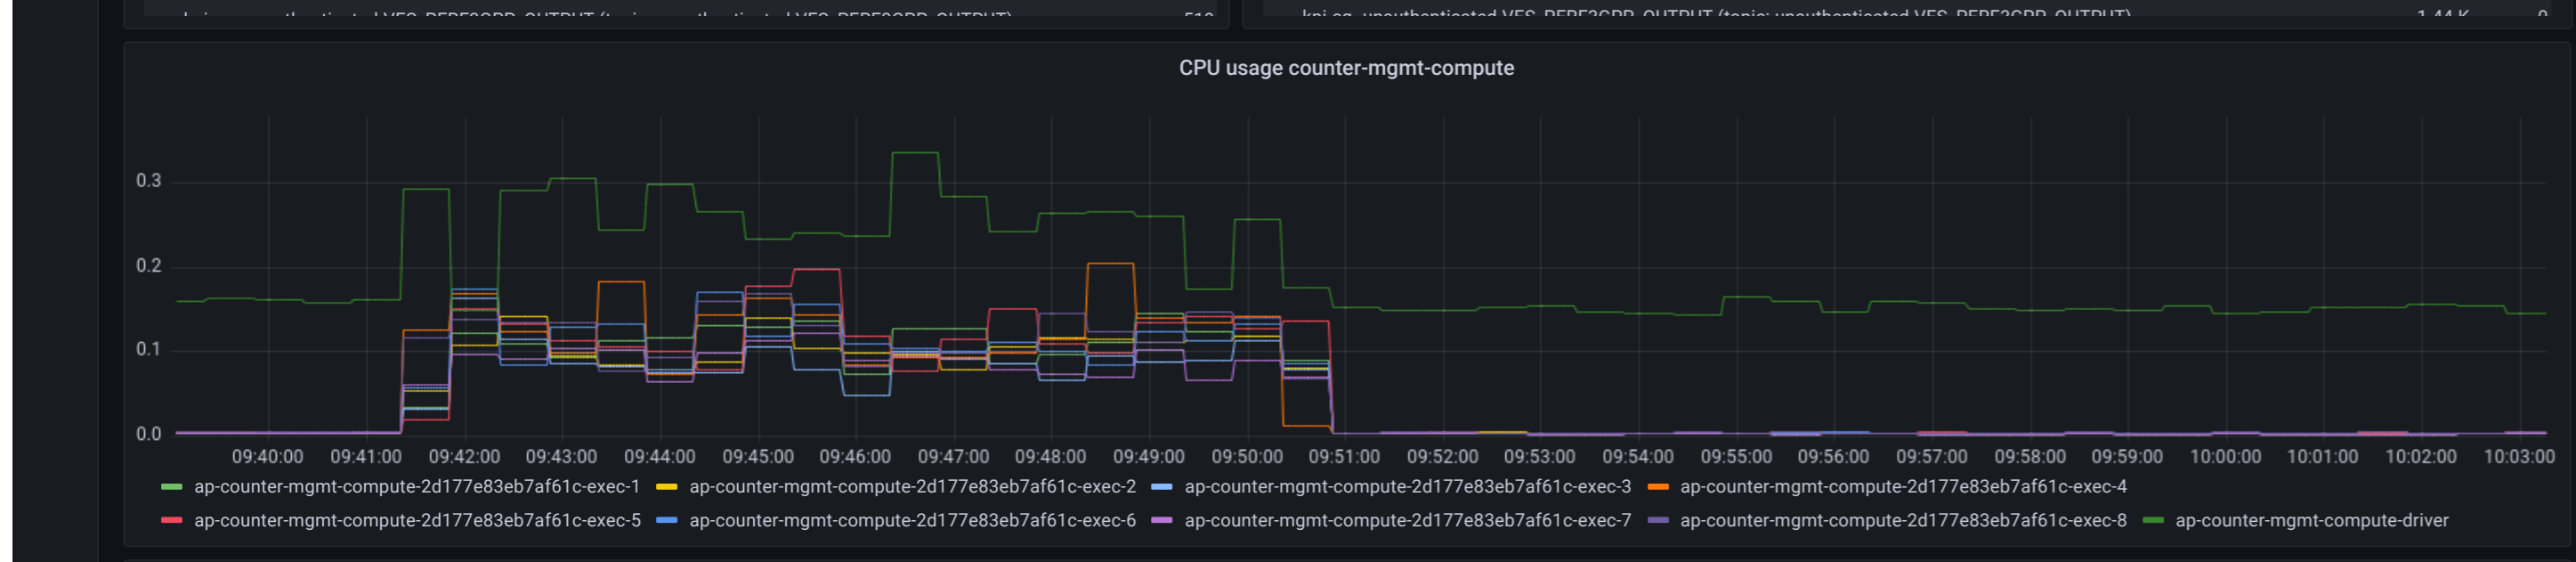 CPU usage counter-mgmt-compute
0.3
0.2
0.1
0.0
09:40:00 09:41:00 09:42:00 09:43:00 09:44:00 09:45:00 09:46:00 09:47:00 09:48:00 09:49:00 09:50:00 09:51:00 09:52:00 09:53:00 09:54:00 09:55:00 09:56:00 09:57:00 09:58:00 09:59:00 10:00:00 10:01:00 10:02:00 10:03:00
ap-counter-mgmt-compute-2d177e83eb7af61c-exec-1 ap-counter-mgmt-compute-2d177e83eb7af61c-exec-2 ap-counter-mgmt-compute-2d177e83eb7af61c-exec-3 ap-counter-mgmt-compute-2d177e83eb7af61c-exec-4
ap-counter-mgmt-compute-2d177e83eb7af61c-exec-5 ap-counter-mgmt-compute-2d177e83eb7af61c-exec-6 ap-counter-mgmt-compute-2d177e83eb7af61c-exec-7 ap-counter-mgmt-compute-2d177e83eb7af61c-exec-8 ap-counter-mgmt-compute-driver